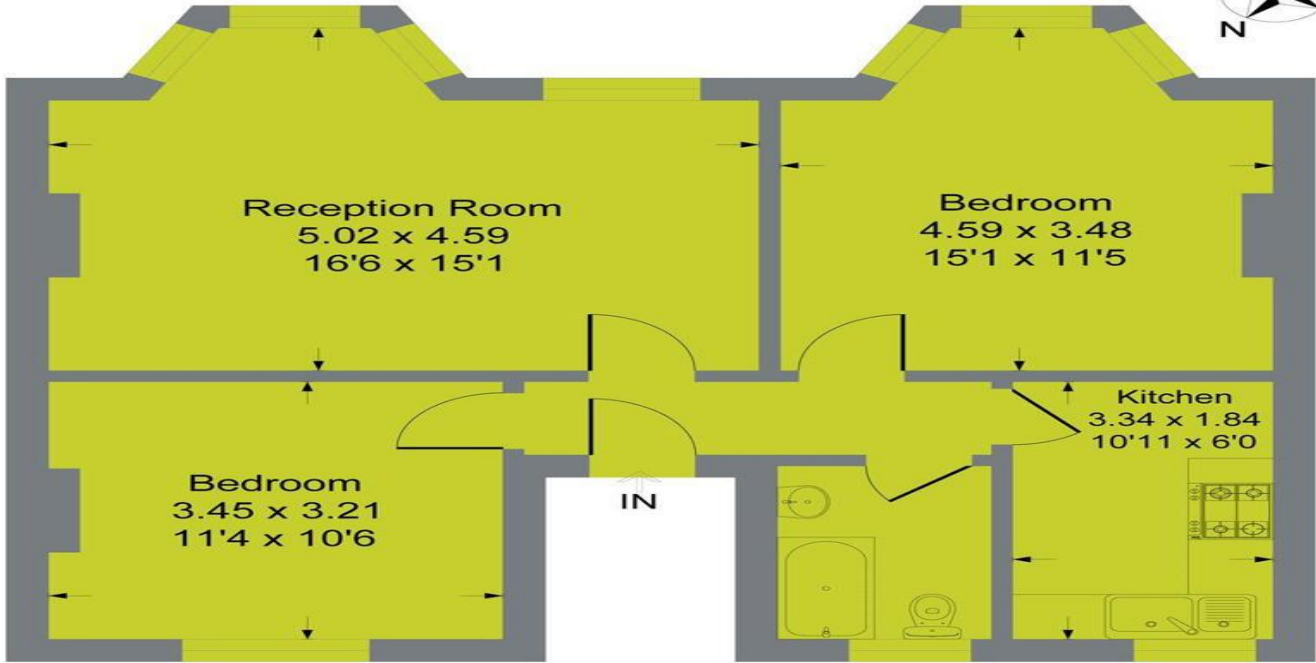 N
Reception Room
5.02 x 4.59
16'6 x 15'1
Bedroom
4.59 x 3.48
15'1 x 11'5
Kitchen
3.34 x 1.84
10'11 x 6'0
Bedroom
3.45 x 3.21
11'4 x 10'6
IN